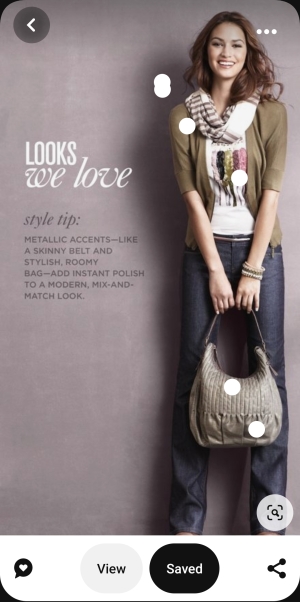 LOOKS
we love
style tip:
METALLIC ACCENTS—LIKE
A SKINNY BELT AND
STYLISH, ROOMY
BAG—ADD INSTANT POLISH
TO A MODERN, MIX-AND-
MATCH LOOK.
View
Saved